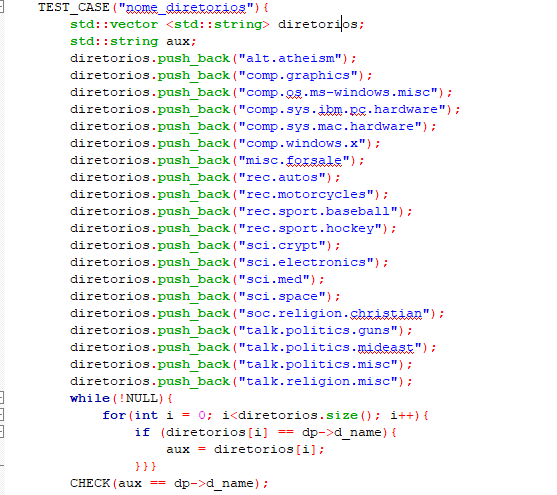 TEST_CASE("nome_diretorios"){
std::vector <std::string> diretorios;
std::string aux;
diretorios.push_back("alt.atheism");
diretorios.push_back("comp.graphics");
diretorios.push_back("comp.os.ms-windows.misc");
diretorios.push_back("comp.sys.ibm.pc.hardware");
diretorios.push_back("comp.sys.mac.hardware");
diretorios.push_back("comp.windows.x");
diretorios.push_back("misc.forsale");
diretorios.push_back("rec.autos");
diretorios.push_back("rec.motorcycles");
diretorios.push_back("rec.sport.baseball");
diretorios.push_back("rec.sport.hockey");
diretorios.push_back("sci.crypt");
diretorios.push_back("sci.electronics");
diretorios.push_back("sci.med");
diretorios.push_back("sci.space");
diretorios.push_back("soc.religion.christian");
diretorios.push_back("talk.politics.guns");
diretorios.push_back("talk.politics.mideast");
diretorios.push_back("talk.politics.misc");
diretorios.push_back("talk.religion.misc");
while(!NULL){
for(int i = 0; i<diretorios.size(); i++){
if (diretorios[i] == dp->d_name){
aux = diretorios[i];
}}}
CHECK(aux == dp->d_name);